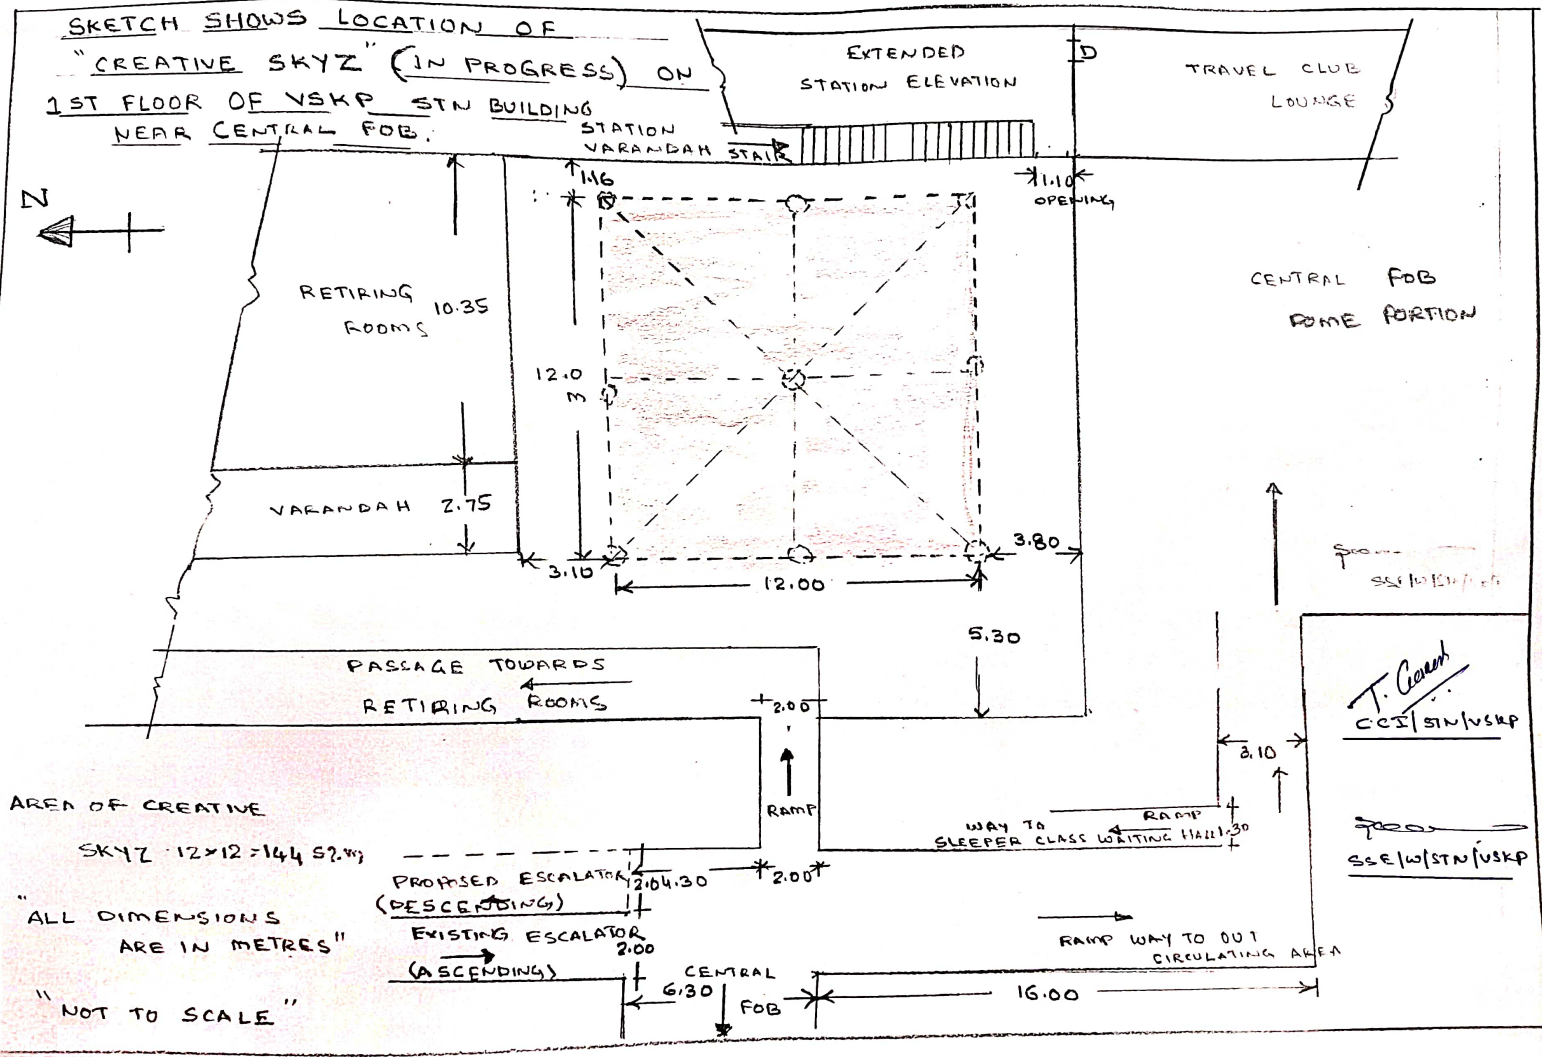 SKETCH SHOWS LOCATION OF
"CREATIVE SKYZ" (IN PROGRESS) ON
1ST FLOOR OF VSKP STN BUILDING
NEAR CENTRAL FOB.
STATION
VARANDAH STAIR
EXTENDED
STATION ELEVATION
D
TRAVEL CLUB
LOUNGE
N
1.16
1.10
OPENING
RETIRING
ROOMS
10.35
12.0
M
CENTRAL FOB
DOME PORTION
VARANDAH 2.75
3.10
12.00
3.80
5.30
PASSAGE TOWARDS
RETIRING ROOMS
2.00
RAMP
3.10
T. Ganesh
CCI/STN/VSKP
AREA OF CREATIVE
SKYZ 12×12=144 SQ.M
WAY TO
SLEEPER CLASS WAITING HALL
RAMP
1.30
SSE/W/STN/VSKP
PROPOSED ESCALATOR
(DESCENDING)
2.0
4.30
2.00
"ALL DIMENSIONS
ARE IN METRES"
EXISTING ESCALATOR
(ASCENDING)
2.00
RAMP WAY TO OUT
CIRCULATING AREA
"NOT TO SCALE"
CENTRAL
FOB
6.30
16.00